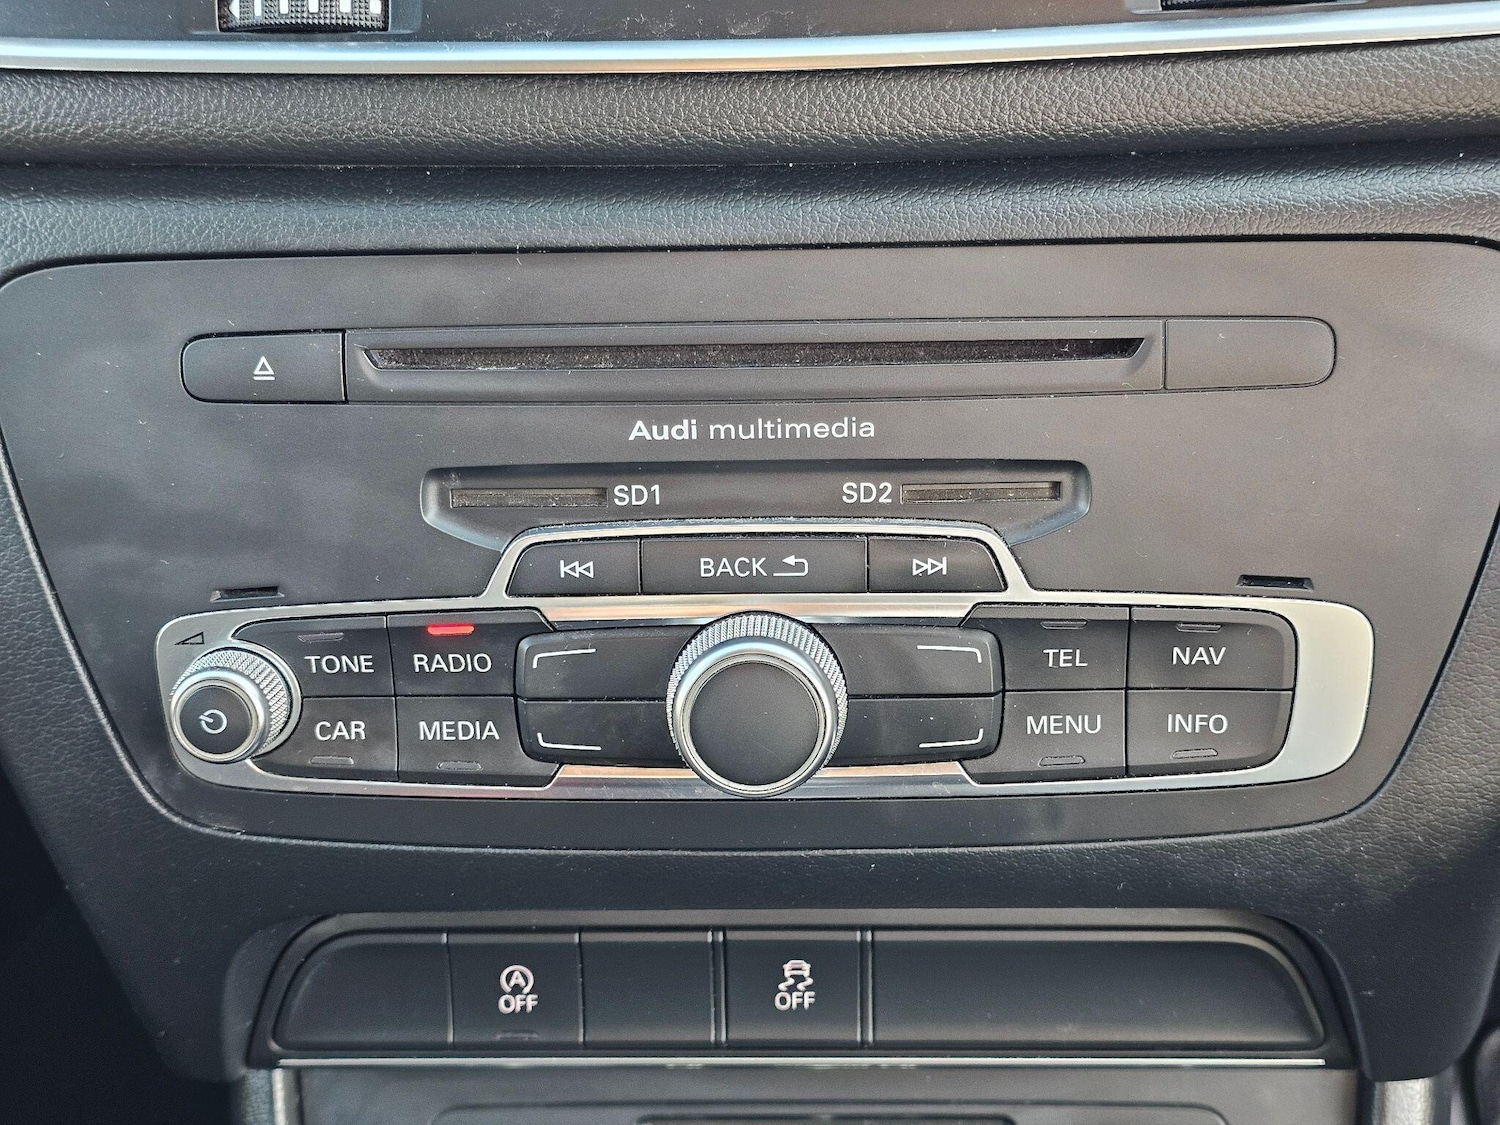 Audi multimedia
SD1 SD2
BACK
TONE RADIO TEL NAV
CAR MEDIA MENU INFO
A
OFF OFF